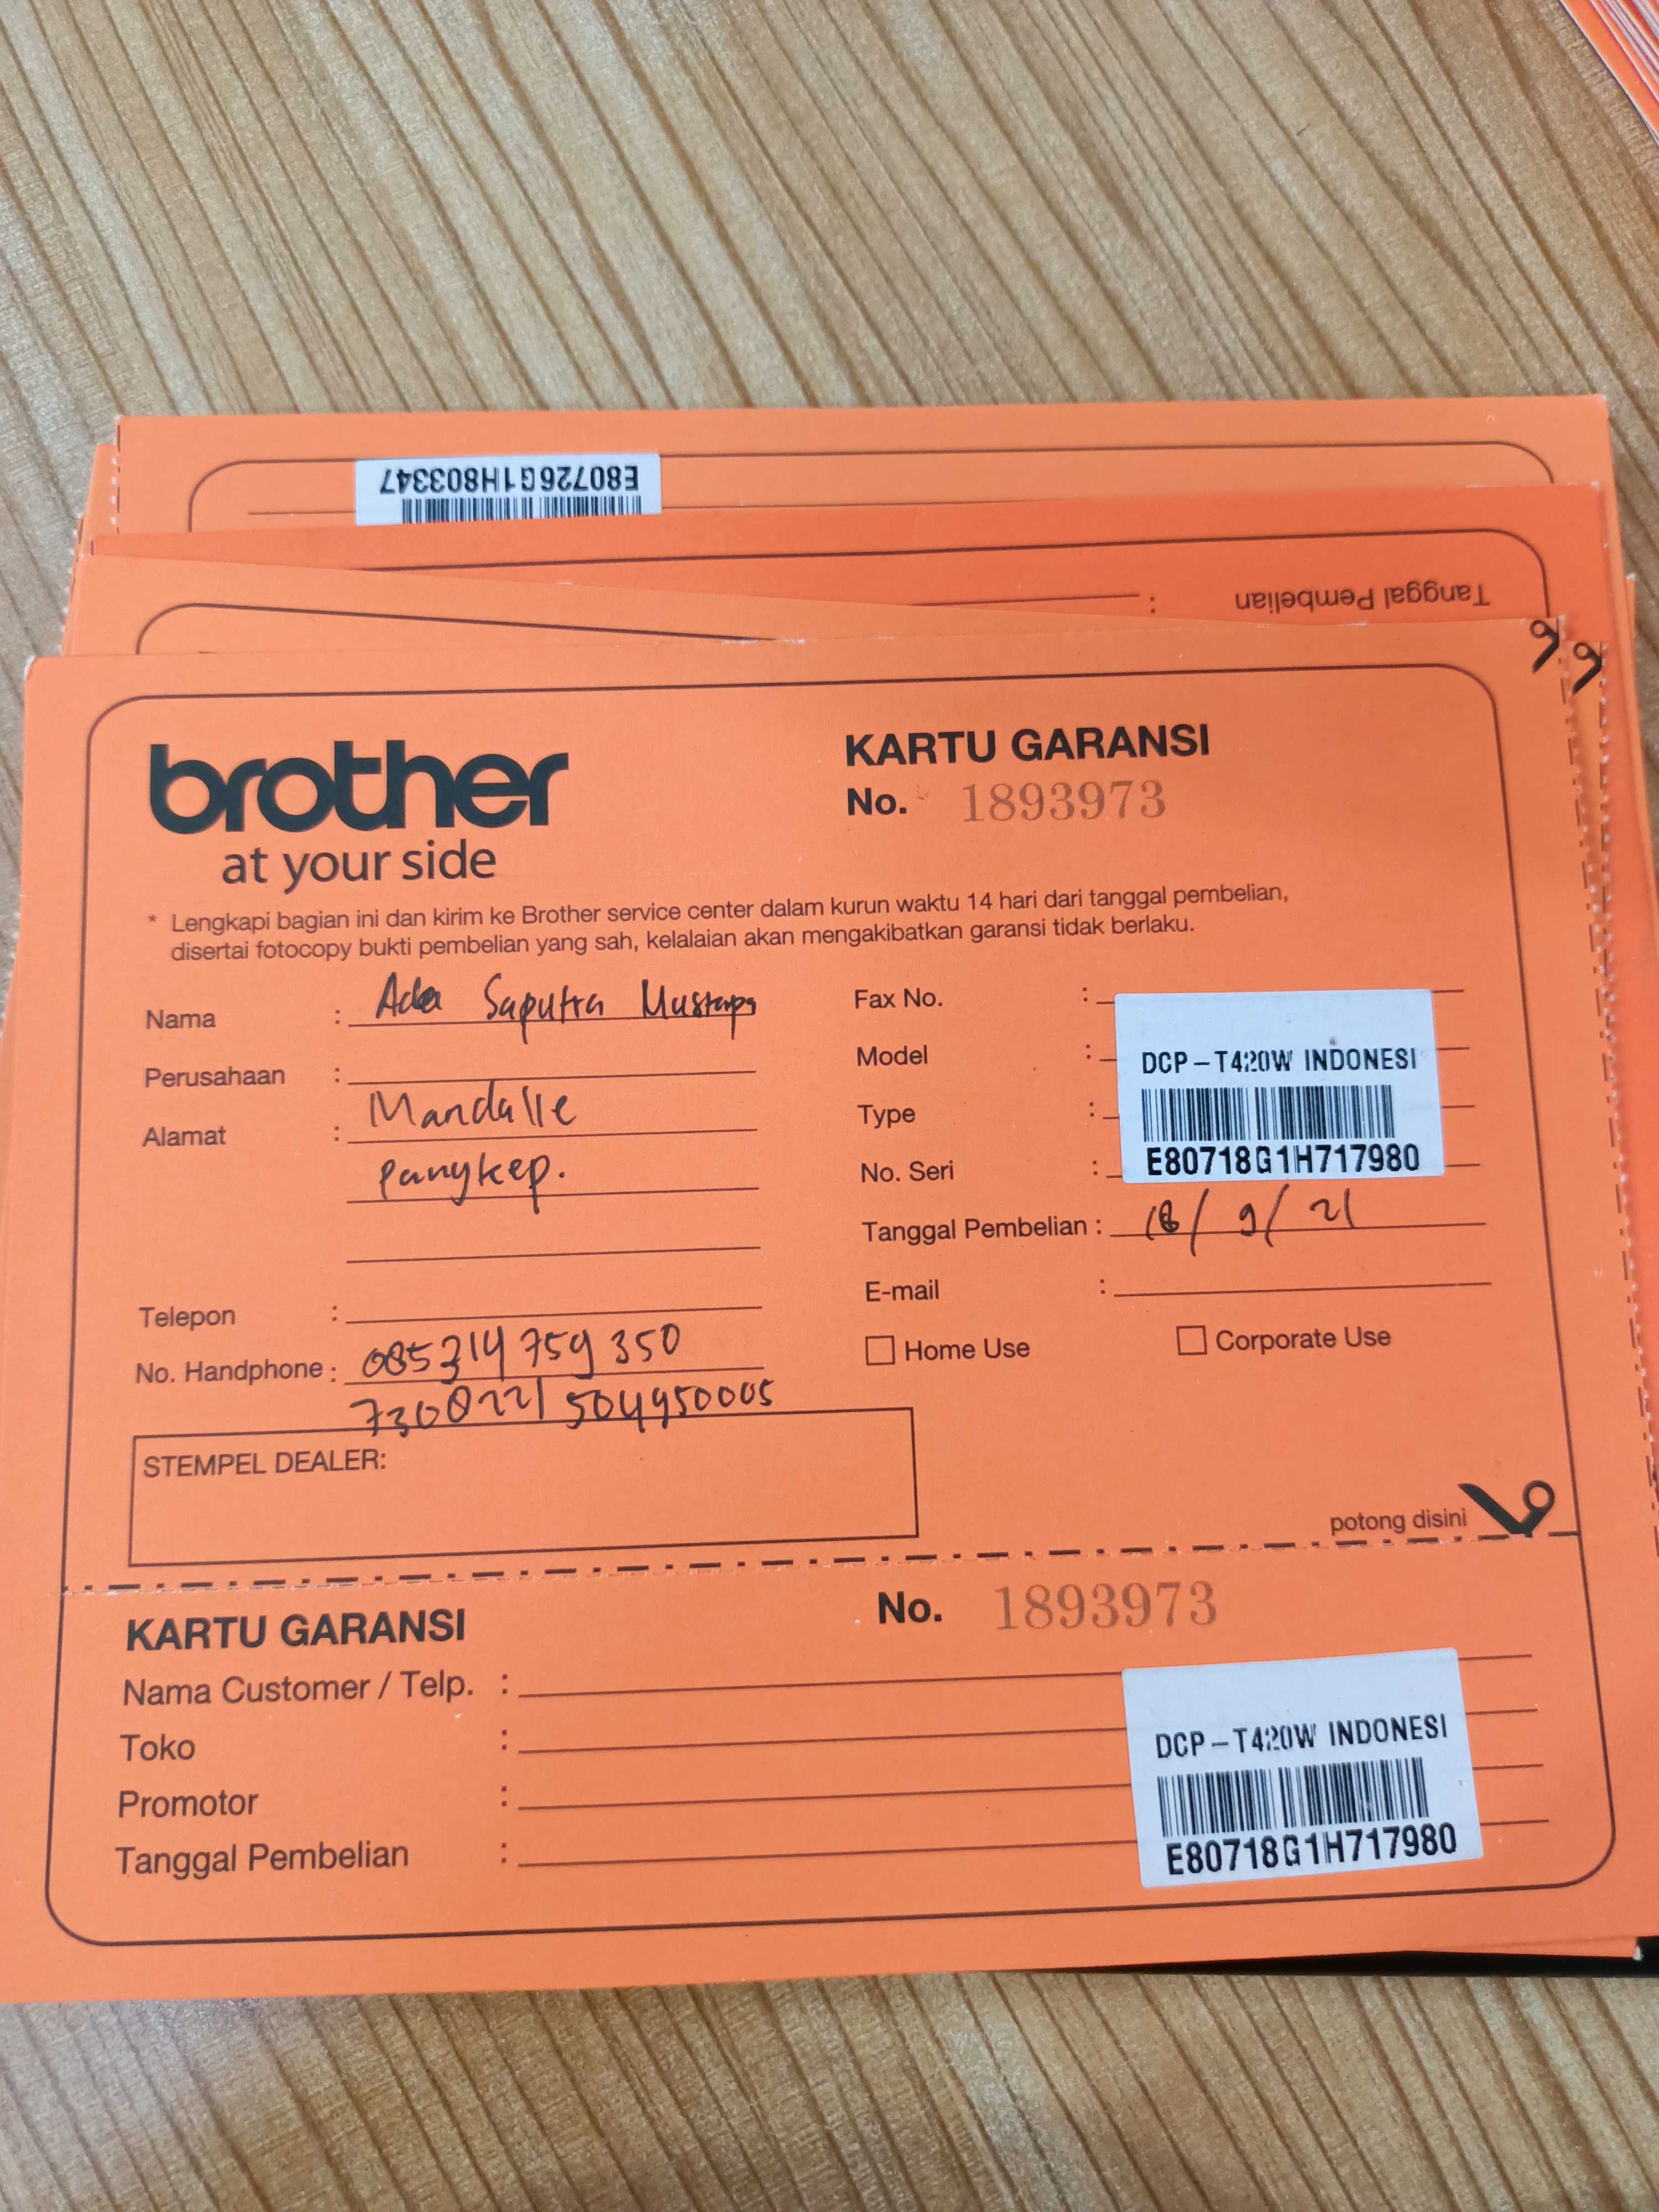 E80726G1H803347
Tanggal Pembelian :
brother
at your side
KARTU GARANSI
No. 1893973
* Lengkapi bagian ini dan kirim ke Brother service center dalam kurun waktu 14 hari dari tanggal pembelian,
disertai fotocopy bukti pembelian yang sah, kelalaian akan mengakibatkan garansi tidak berlaku.
Nama : Saputra
Perusahaan :
Alamat : Mandalle
Pangkep.
Telepon :
No. Handphone : 085314759350
7308221504950005
Fax No. :
Model :
Type :
No. Seri :
DCP-T420W INDONESI
E80718G1H717980
Tanggal Pembelian : 18/9/21
E-mail :
Home Use
Corporate Use
STEMPEL DEALER:
potong disini
KARTU GARANSI
No. 1893973
Nama Customer / Telp. :
Toko :
Promotor :
Tanggal Pembelian :
DCP-T420W INDONESI
E80718G1H717980